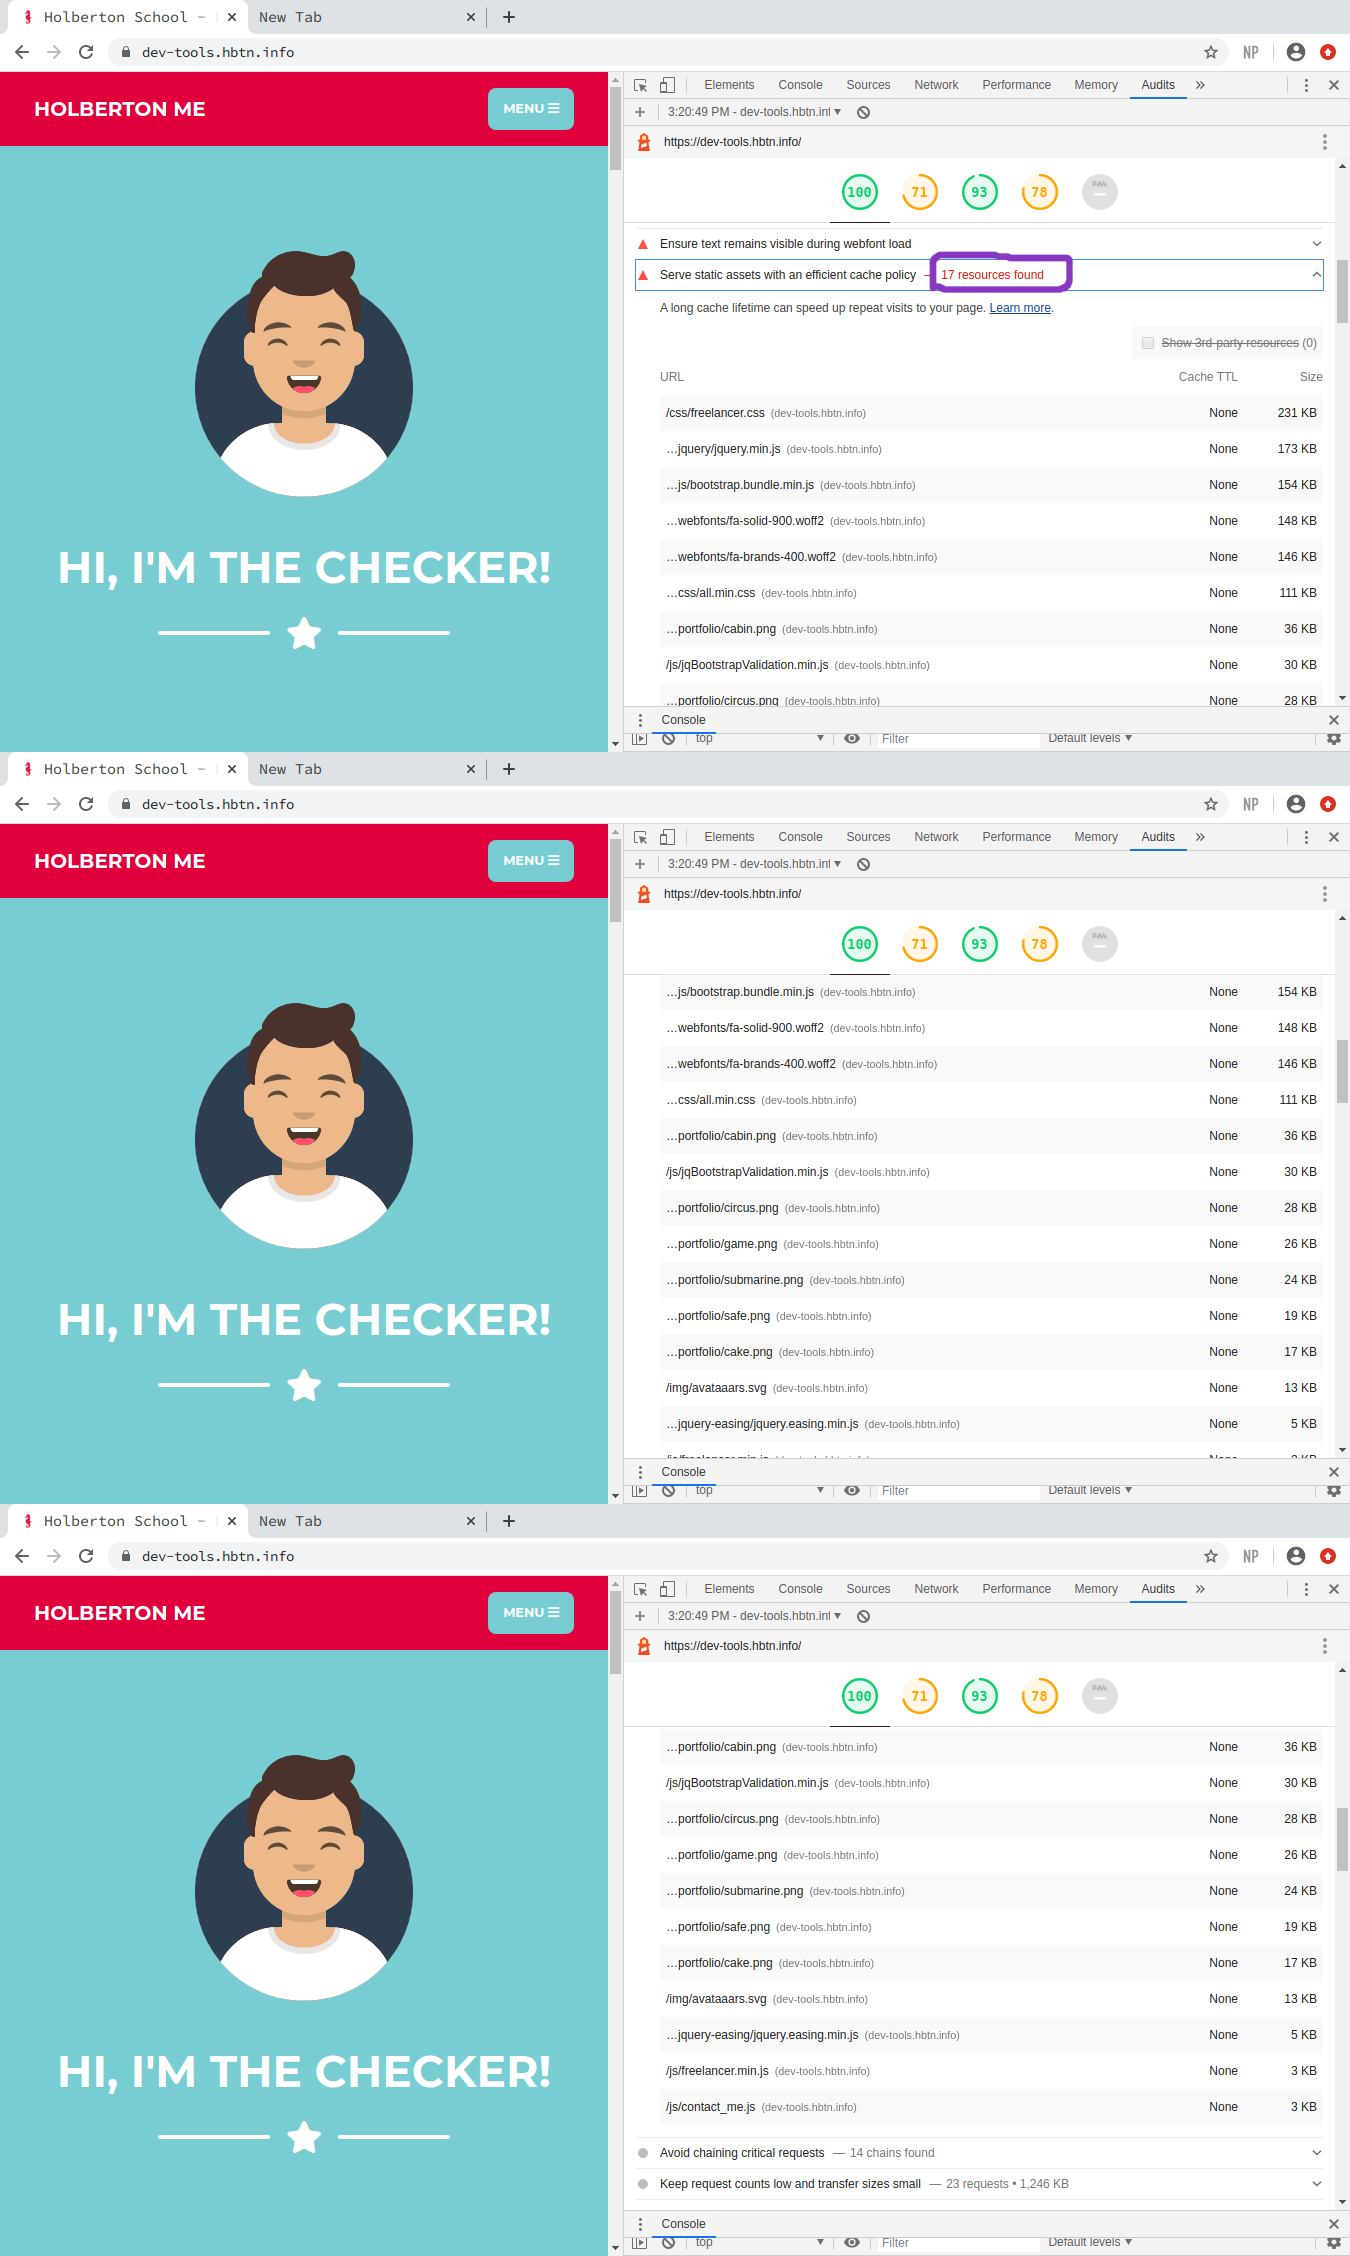 Holberton School -
New Tab
dev-tools.hbtn.info
NP
HOLBERTON ME
MENU
HI, I'M THE CHECKER!
Elements Console Sources Network Performance Memory Audits
3:20:49 PM - dev-tools.hbtn.inf
https://dev-tools.hbtn.info/
100 71 93 78 PWA
Ensure text remains visible during webfont load
Serve static assets with an efficient cache policy — 17 resources found
A long cache lifetime can speed up repeat visits to your page. Learn more.
Show 3rd-party resources (0)
URL Cache TTL Size
/css/freelancer.css (dev-tools.hbtn.info) None 231 KB
…jquery/jquery.min.js (dev-tools.hbtn.info) None 173 KB
…js/bootstrap.bundle.min.js (dev-tools.hbtn.info) None 154 KB
…webfonts/fa-solid-900.woff2 (dev-tools.hbtn.info) None 148 KB
…webfonts/fa-brands-400.woff2 (dev-tools.hbtn.info) None 146 KB
…css/all.min.css (dev-tools.hbtn.info) None 111 KB
…portfolio/cabin.png (dev-tools.hbtn.info) None 36 KB
/js/jqBootstrapValidation.min.js (dev-tools.hbtn.info) None 30 KB
…portfolio/circus.png (dev-tools.hbtn.info) None 28 KB
Console
top Filter Default levels
Holberton School -
New Tab
dev-tools.hbtn.info
NP
HOLBERTON ME
MENU
HI, I'M THE CHECKER!
Elements Console Sources Network Performance Memory Audits
3:20:49 PM - dev-tools.hbtn.inf
https://dev-tools.hbtn.info/
100 71 93 78 PWA
…js/bootstrap.bundle.min.js (dev-tools.hbtn.info) None 154 KB
…webfonts/fa-solid-900.woff2 (dev-tools.hbtn.info) None 148 KB
…webfonts/fa-brands-400.woff2 (dev-tools.hbtn.info) None 146 KB
…css/all.min.css (dev-tools.hbtn.info) None 111 KB
…portfolio/cabin.png (dev-tools.hbtn.info) None 36 KB
/js/jqBootstrapValidation.min.js (dev-tools.hbtn.info) None 30 KB
…portfolio/circus.png (dev-tools.hbtn.info) None 28 KB
…portfolio/game.png (dev-tools.hbtn.info) None 26 KB
…portfolio/submarine.png (dev-tools.hbtn.info) None 24 KB
…portfolio/safe.png (dev-tools.hbtn.info) None 19 KB
…portfolio/cake.png (dev-tools.hbtn.info) None 17 KB
/img/avataaars.svg (dev-tools.hbtn.info) None 13 KB
…jquery-easing/jquery.easing.min.js (dev-tools.hbtn.info) None 5 KB
Console
top Filter Default levels
Holberton School -
New Tab
dev-tools.hbtn.info
NP
HOLBERTON ME
MENU
HI, I'M THE CHECKER!
Elements Console Sources Network Performance Memory Audits
3:20:49 PM - dev-tools.hbtn.inf
https://dev-tools.hbtn.info/
100 71 93 78 PWA
…portfolio/cabin.png (dev-tools.hbtn.info) None 36 KB
/js/jqBootstrapValidation.min.js (dev-tools.hbtn.info) None 30 KB
…portfolio/circus.png (dev-tools.hbtn.info) None 28 KB
…portfolio/game.png (dev-tools.hbtn.info) None 26 KB
…portfolio/submarine.png (dev-tools.hbtn.info) None 24 KB
…portfolio/safe.png (dev-tools.hbtn.info) None 19 KB
…portfolio/cake.png (dev-tools.hbtn.info) None 17 KB
/img/avataaars.svg (dev-tools.hbtn.info) None 13 KB
…jquery-easing/jquery.easing.min.js (dev-tools.hbtn.info) None 5 KB
/js/freelancer.min.js (dev-tools.hbtn.info) None 3 KB
/js/contact_me.js (dev-tools.hbtn.info) None 3 KB
Avoid chaining critical requests — 14 chains found
Keep request counts low and transfer sizes small — 23 requests • 1,246 KB
Console
top Filter Default levels